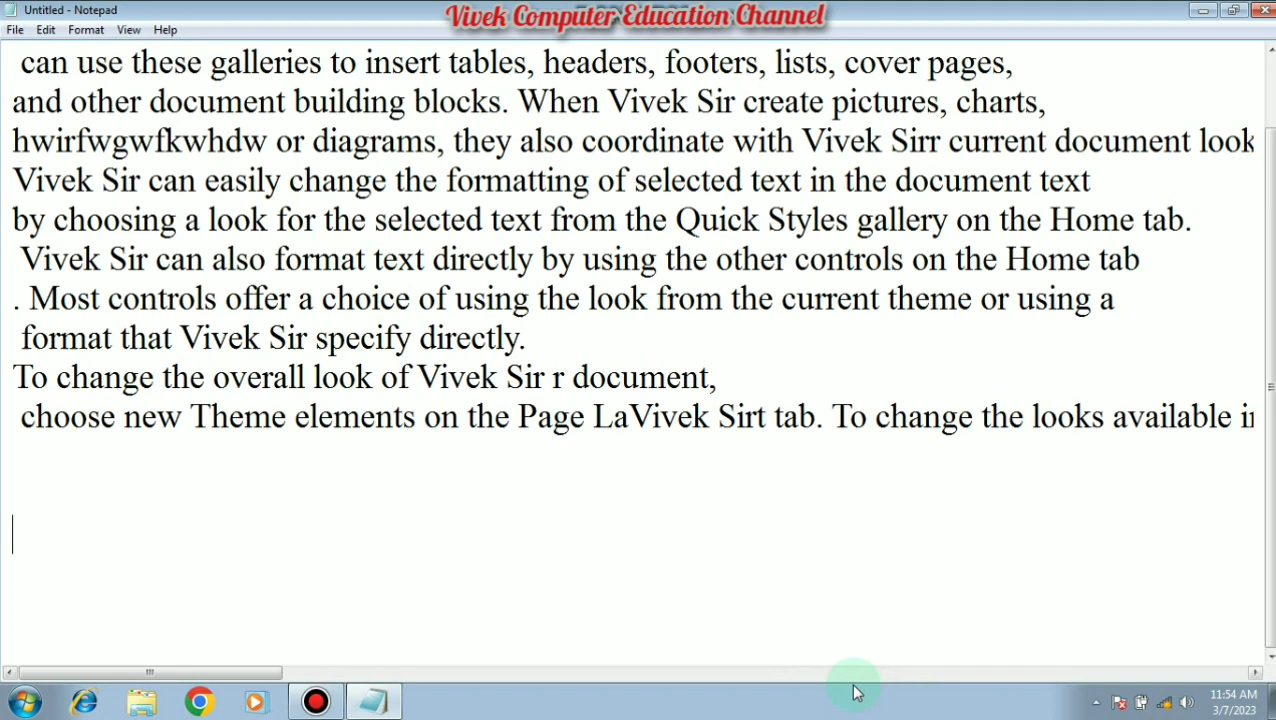 Untitled - Notepad
Vivek Computer Education Channel
File Edit Format View Help
can use these galleries to insert tables, headers, footers, lists, cover pages,
and other document building blocks. When Vivek Sir create pictures, charts,
hwirfwgwfkwhdw or diagrams, they also coordinate with Vivek Sirr current document look
Vivek Sir can easily change the formatting of selected text in the document text
by choosing a look for the selected text from the Quick Styles gallery on the Home tab.
Vivek Sir can also format text directly by using the other controls on the Home tab
. Most controls offer a choice of using the look from the current theme or using a
format that Vivek Sir specify directly.
To change the overall look of Vivek Sir r document,
choose new Theme elements on the Page LaVivek Sirt tab. To change the looks available
11:54 AM
3/7/2023